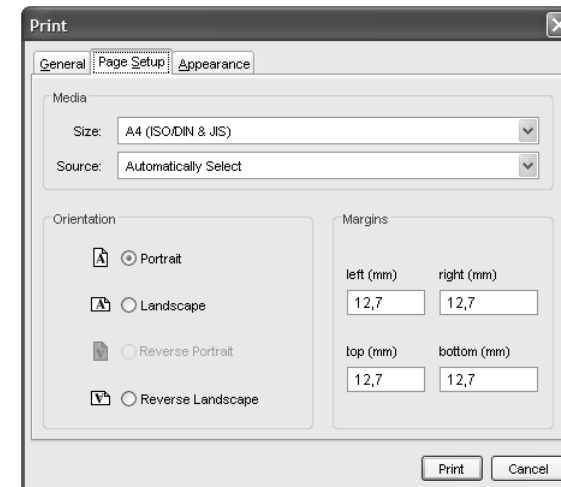 Print
General Page Setup Appearance
Media
Size: A4 (ISO/DIN & JIS)
Source: Automatically Select
Orientation
Portrait
Landscape
Reverse Portrait
Reverse Landscape
Margins
left (mm) right (mm)
12,7 12,7
top (mm) bottom (mm)
12,7 12,7
Print Cancel